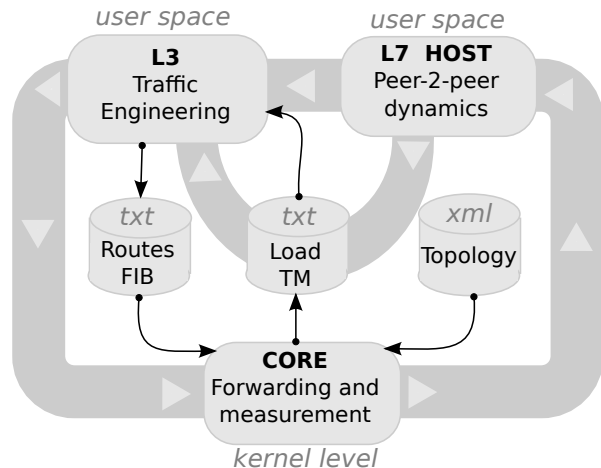 user space
user space
L3
Traffic
Engineering
L7 HOST
Peer-2-peer
dynamics
txt
Routes
FIB
txt
Load
TM
xml
Topology
CORE
Forwarding and
measurement
kernel level